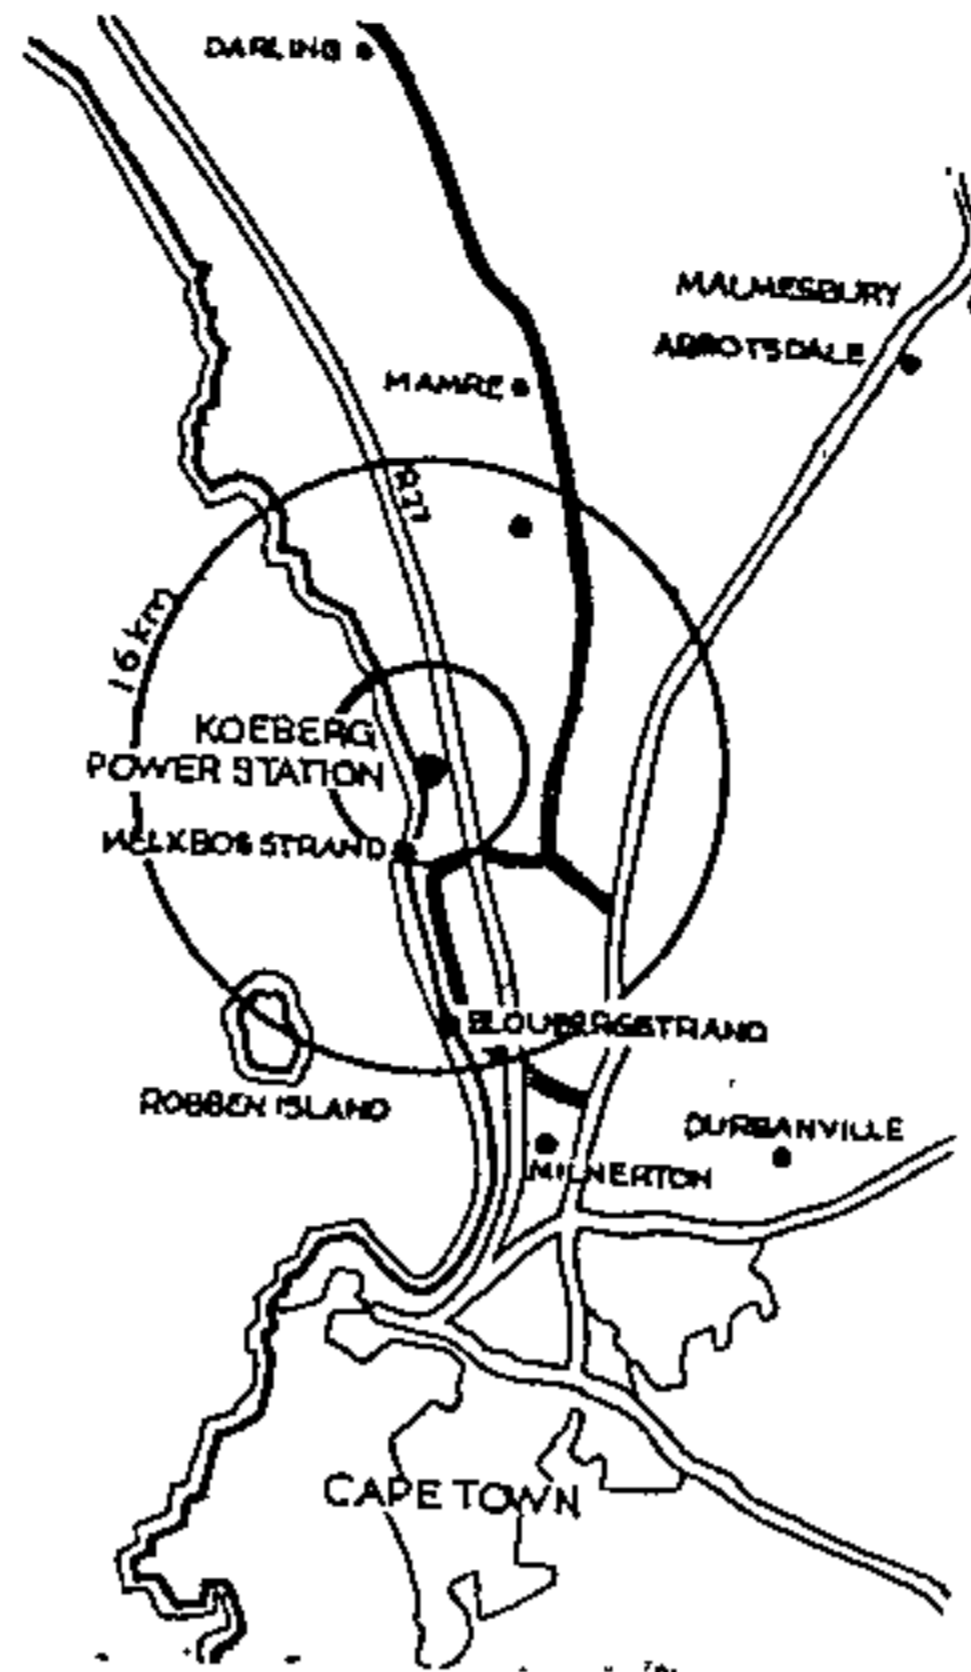 DARLING
MALMESBURY
ABBOTSDALE
MAMRE
R27
16 km
KOEBERG
POWER STATION
MELKBOSSTRAND
BLOUBERGSTRAND
ROBBEN ISLAND
DURBANVILLE
MILNERTON
CAPE TOWN